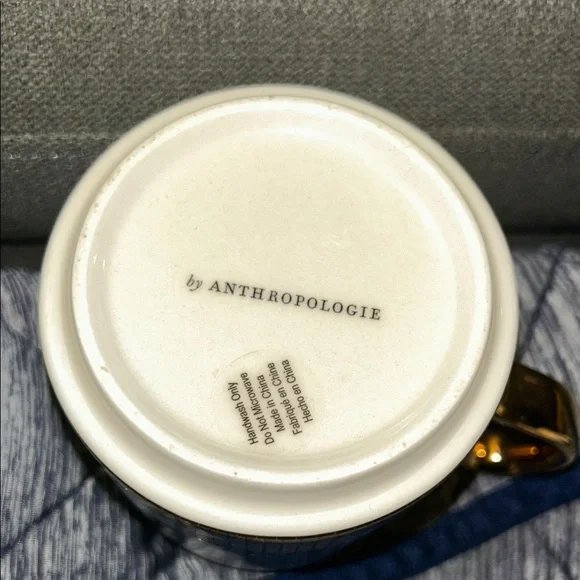 by ANTHROPOLOGIE
Handwash Only
Do Not Microwave
Made in China
Fabriqué en Chine
Hecho en China